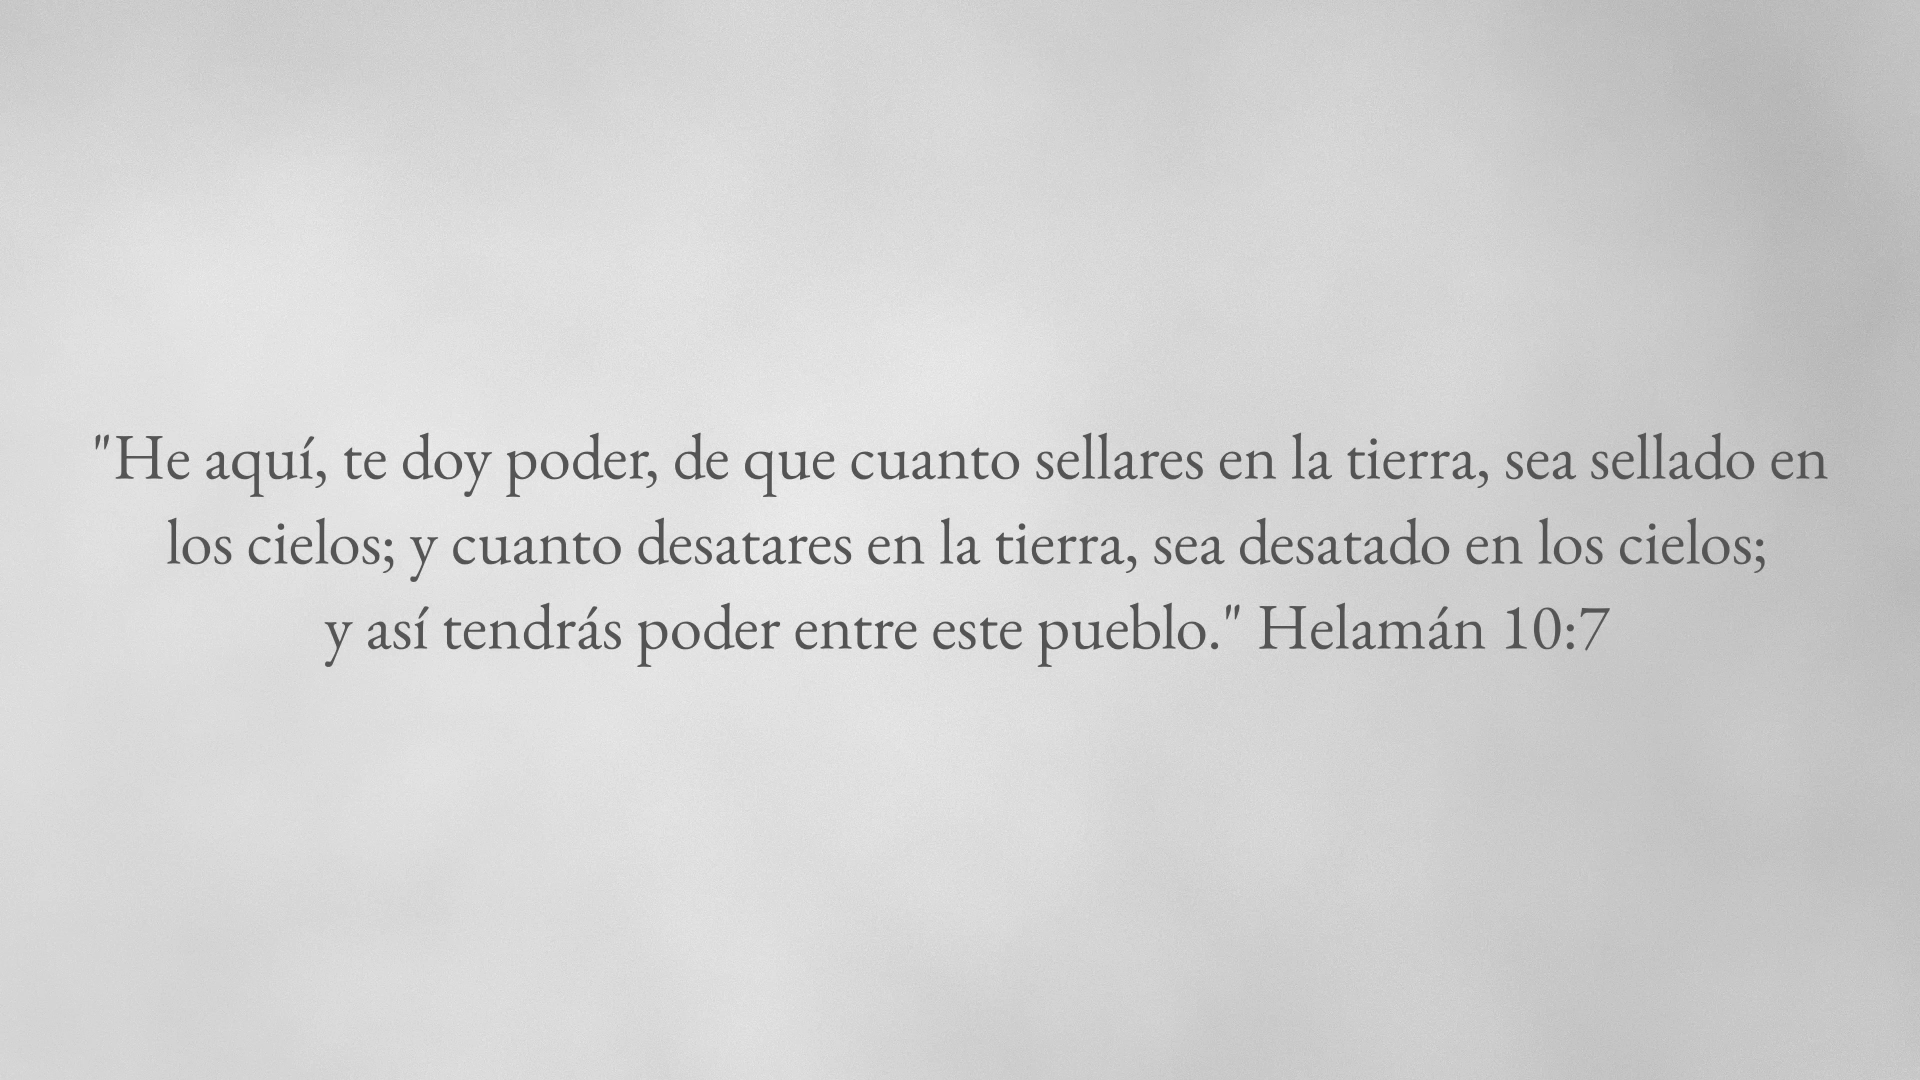 "He aquí, te doy poder, de que cuanto sellares en la tierra, sea sellado en
los cielos; y cuanto desatares en la tierra, sea desatado en los cielos;
y así tendrás poder entre este pueblo." Helamán 10:7